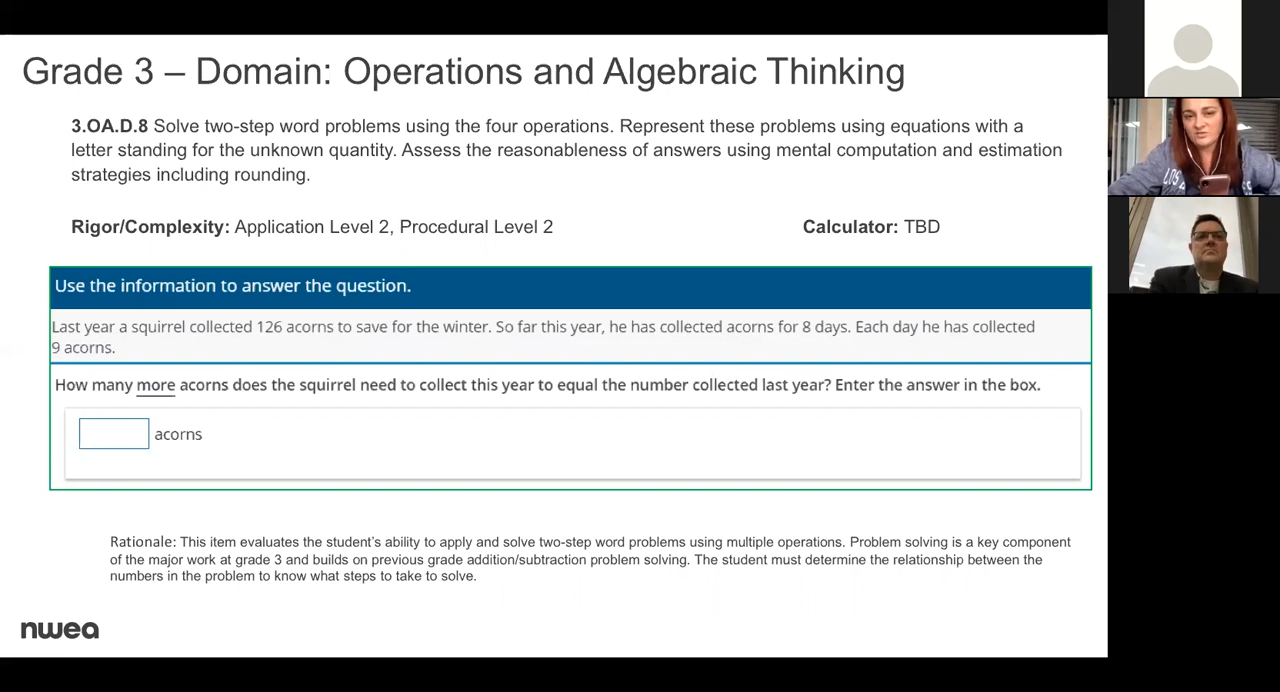 Grade 3 – Domain: Operations and Algebraic Thinking
3.OA.D.8 Solve two-step word problems using the four operations. Represent these problems using equations with a
letter standing for the unknown quantity. Assess the reasonableness of answers using mental computation and estimation
strategies including rounding.
Rigor/Complexity: Application Level 2, Procedural Level 2 Calculator: TBD
Use the information to answer the question.
Last year a squirrel collected 126 acorns to save for the winter. So far this year, he has collected acorns for 8 days. Each day he has collected
9 acorns.
How many more acorns does the squirrel need to collect this year to equal the number collected last year? Enter the answer in the box.
acorns
Rationale: This item evaluates the student's ability to apply and solve two-step word problems using multiple operations. Problem solving is a key component
of the major work at grade 3 and builds on previous grade addition/subtraction problem solving. The student must determine the relationship between the
numbers in the problem to know what steps to take to solve.
nwea
LOS